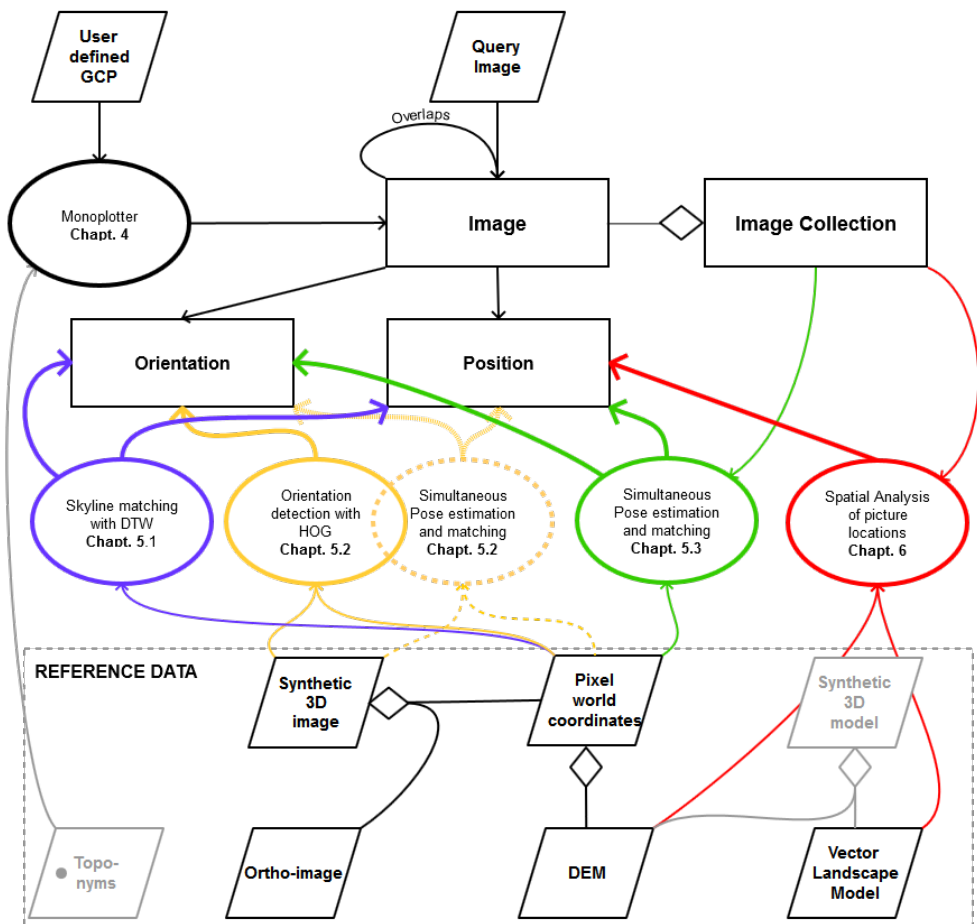 User
defined
GCP
Query
Image
Overlaps
Monoplotter
Chapt. 4
Image
Image Collection
Orientation
Position
Skyline matching
with DTW
Chapt. 5.1
Orientation
detection with
HOG
Chapt. 5.2
Simultaneous
Pose estimation
and matching
Chapt. 5.2
Simultaneous
Pose estimation
and matching
Chapt. 5.3
Spatial Analysis
of picture
locations
Chapt. 6
REFERENCE DATA
Synthetic
3D
image
Pixel
world
coordinates
Synthetic
3D
model
Topo-
nyms
Ortho-image
DEM
Vector
Landscape
Model